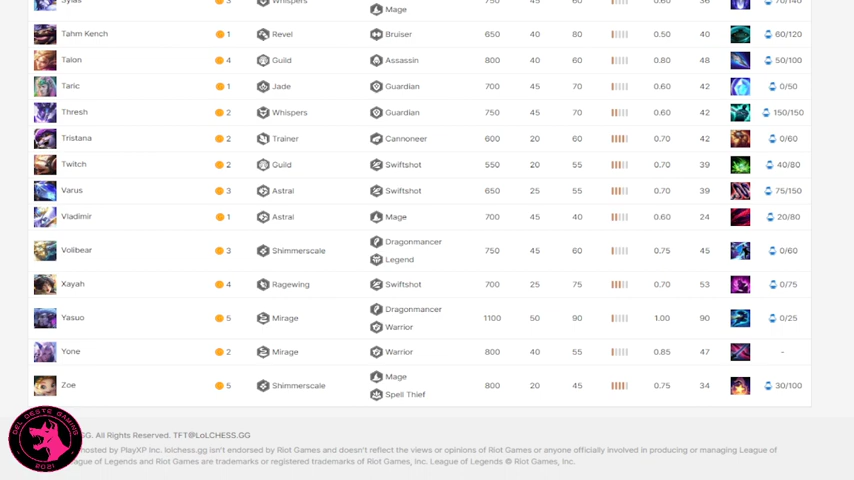 Sylas 3 Whispers 750 45 60 0.60 36 70/140
Mage
Tahm Kench 1 Revel Bruiser 650 40 80 0.50 40 60/120
Talon 4 Guild Assassin 800 40 60 0.80 48 50/100
Taric 1 Jade Guardian 700 45 70 0.60 42 0/50
Thresh 2 Whispers Guardian 750 45 70 0.60 42 150/150
Tristana 2 Trainer Cannoneer 600 20 60 0.70 42 0/60
Twitch 2 Guild Swiftshot 550 20 55 0.70 39 40/80
Varus 3 Astral Swiftshot 650 25 55 0.70 39 75/150
Vladimir 1 Astral Mage 700 45 40 0.60 24 20/80
Volibear 3 Shimmerscale Dragonmancer 750 45 60 0.75 45 0/60
Legend
Xayah 4 Ragewing Swiftshot 700 25 75 0.70 53 0/75
Yasuo 5 Mirage Dragonmancer 1100 50 90 1.00 90 0/25
Warrior
Yone 2 Mirage Warrior 800 40 55 0.85 47 -
Zoe 5 Shimmerscale Mage 800 20 45 0.75 34 30/100
Spell Thief
GG. All Rights Reserved. TFT@LoLCHESS.GG
hosted by PlayXP Inc. lolchess.gg isn't endorsed by Riot Games and doesn't reflect the views or opinions of Riot Games or anyone officially involved in producing or managing League of
ague of Legends and Riot Games are trademarks or registered trademarks of Riot Games, Inc. League of Legends © Riot Games, Inc.
DEL OESTE GAMING
2021